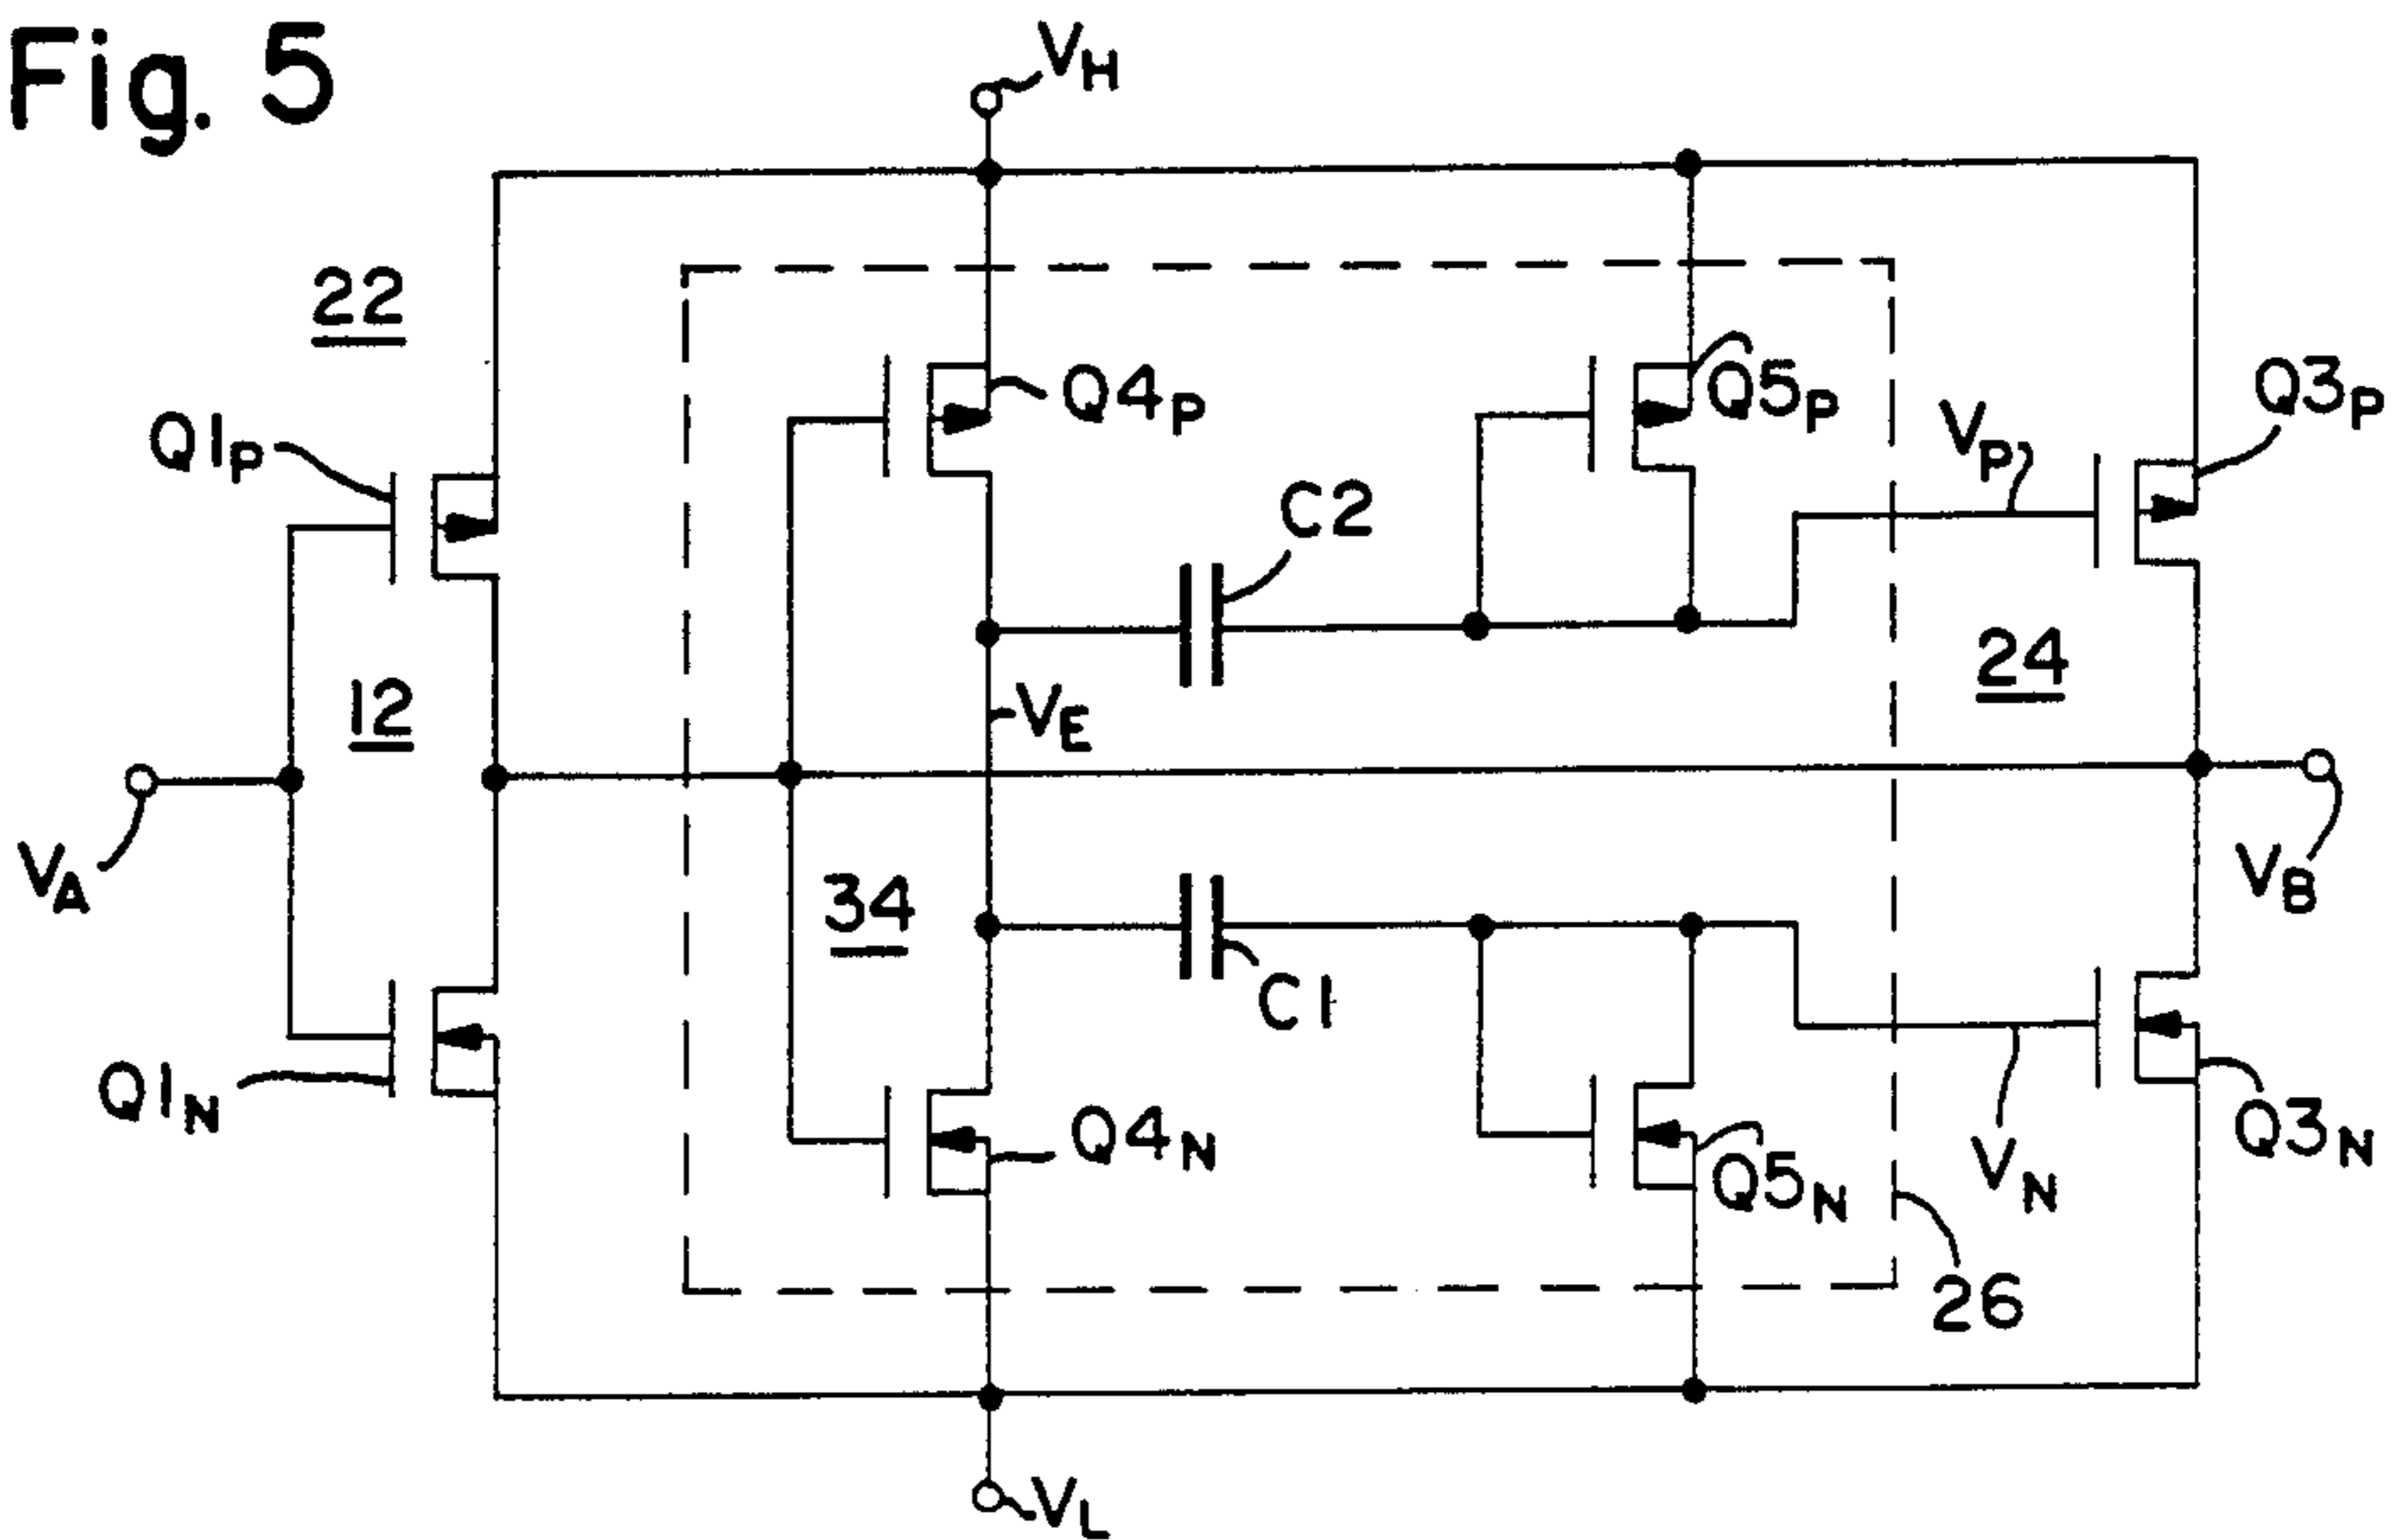 Fig. 5
VH
22
Q1P
Q4P
Q5P
Q3P
VP
C2
12
24
VE
VA
34
VB
C1
Q1N
Q4N
Q5N
VN
Q3N
26
VL